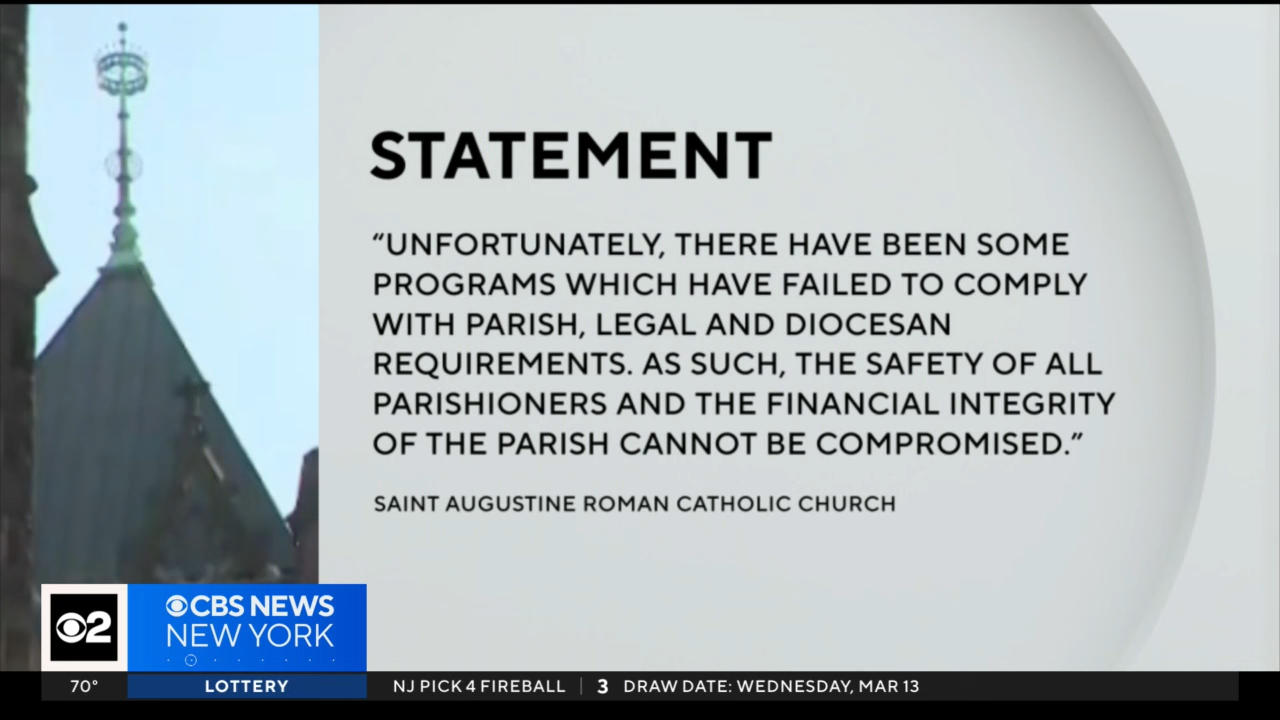 STATEMENT
“UNFORTUNATELY, THERE HAVE BEEN SOME
PROGRAMS WHICH HAVE FAILED TO COMPLY
WITH PARISH, LEGAL AND DIOCESAN
REQUIREMENTS. AS SUCH, THE SAFETY OF ALL
PARISHIONERS AND THE FINANCIAL INTEGRITY
OF THE PARISH CANNOT BE COMPROMISED.”
SAINT AUGUSTINE ROMAN CATHOLIC CHURCH
2
CBS NEWS
NEW YORK
70° LOTTERY NJ PICK 4 FIREBALL | 3 DRAW DATE: WEDNESDAY, MAR 13